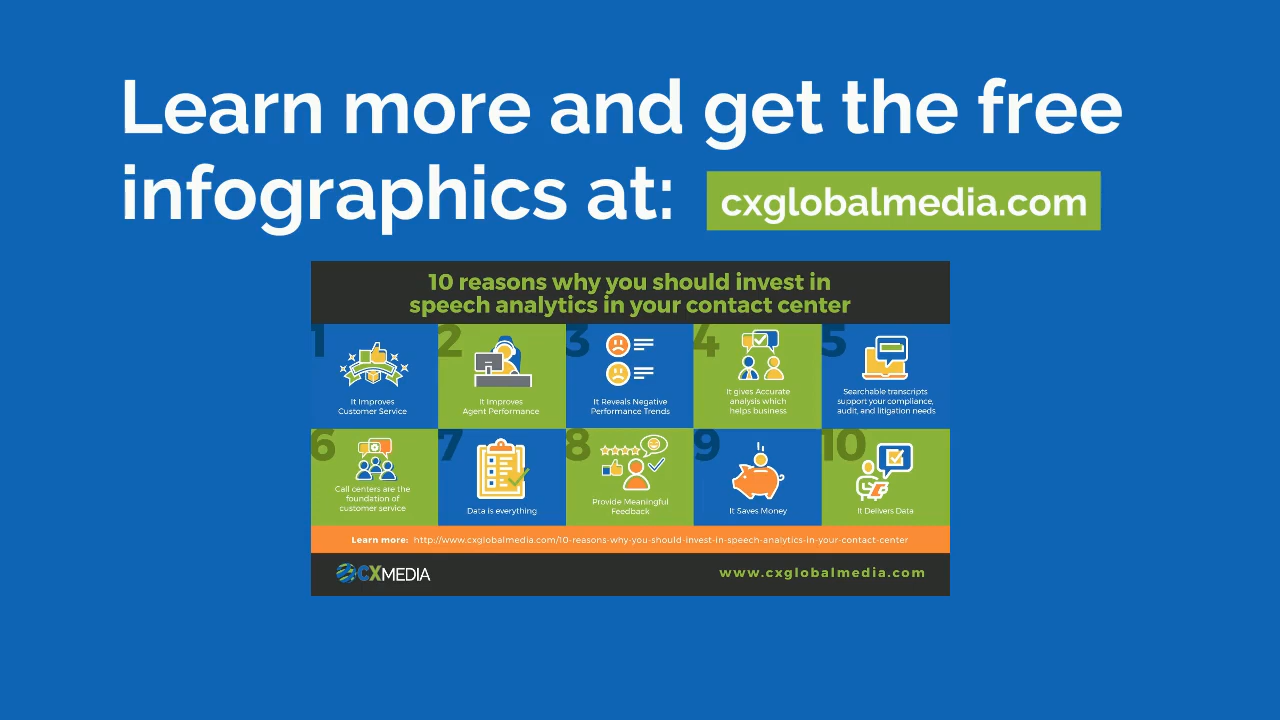 Learn more and get the free
infographics at: cxglobalmedia.com
10 reasons why you should invest in
speech analytics in your contact center
1
It Improves
Customer Service
2
It Improves
Agent Performance
3
It Reveals Negative
Performance Trends
4
It gives Accurate
analysis which
helps business
5
Searchable transcripts
support your compliance,
audit, and litigation needs
6
Call centers are the
foundation of
customer service
7
Data is everything
8
Provide Meaningful
Feedback
9
It Saves Money
10
It Delivers Data
Learn more: http://www.cxglobalmedia.com/10-reasons-why-you-should-invest-in-speech-analytics-in-your-contact-center
CXMEDIA
www.cxglobalmedia.com